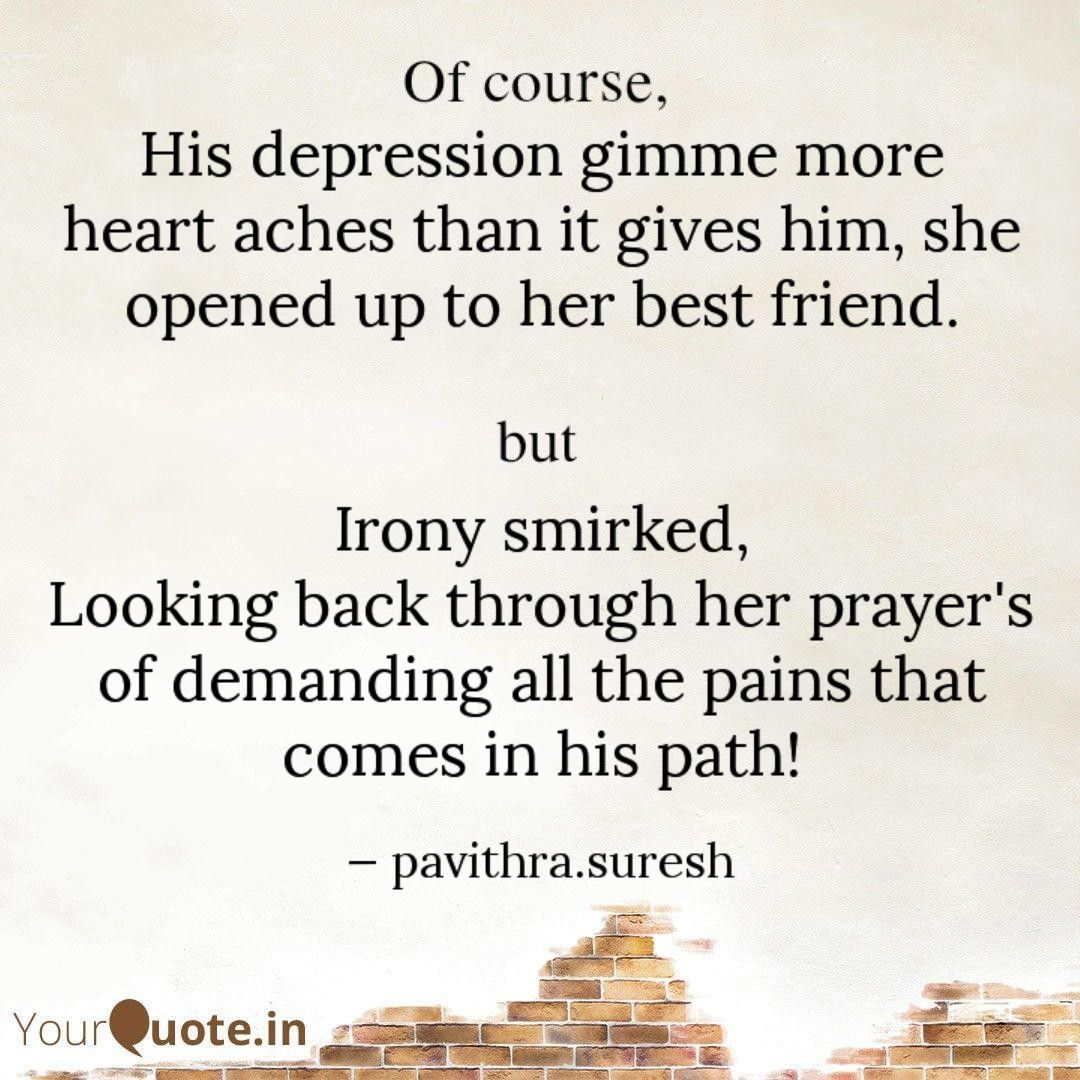 Of course,
His depression gimme more
heart aches than it gives him, she
opened up to her best friend.
but
Irony smirked,
Looking back through her prayer's
of demanding all the pains that
comes in his path!
– pavithra.suresh
YourQuote.in